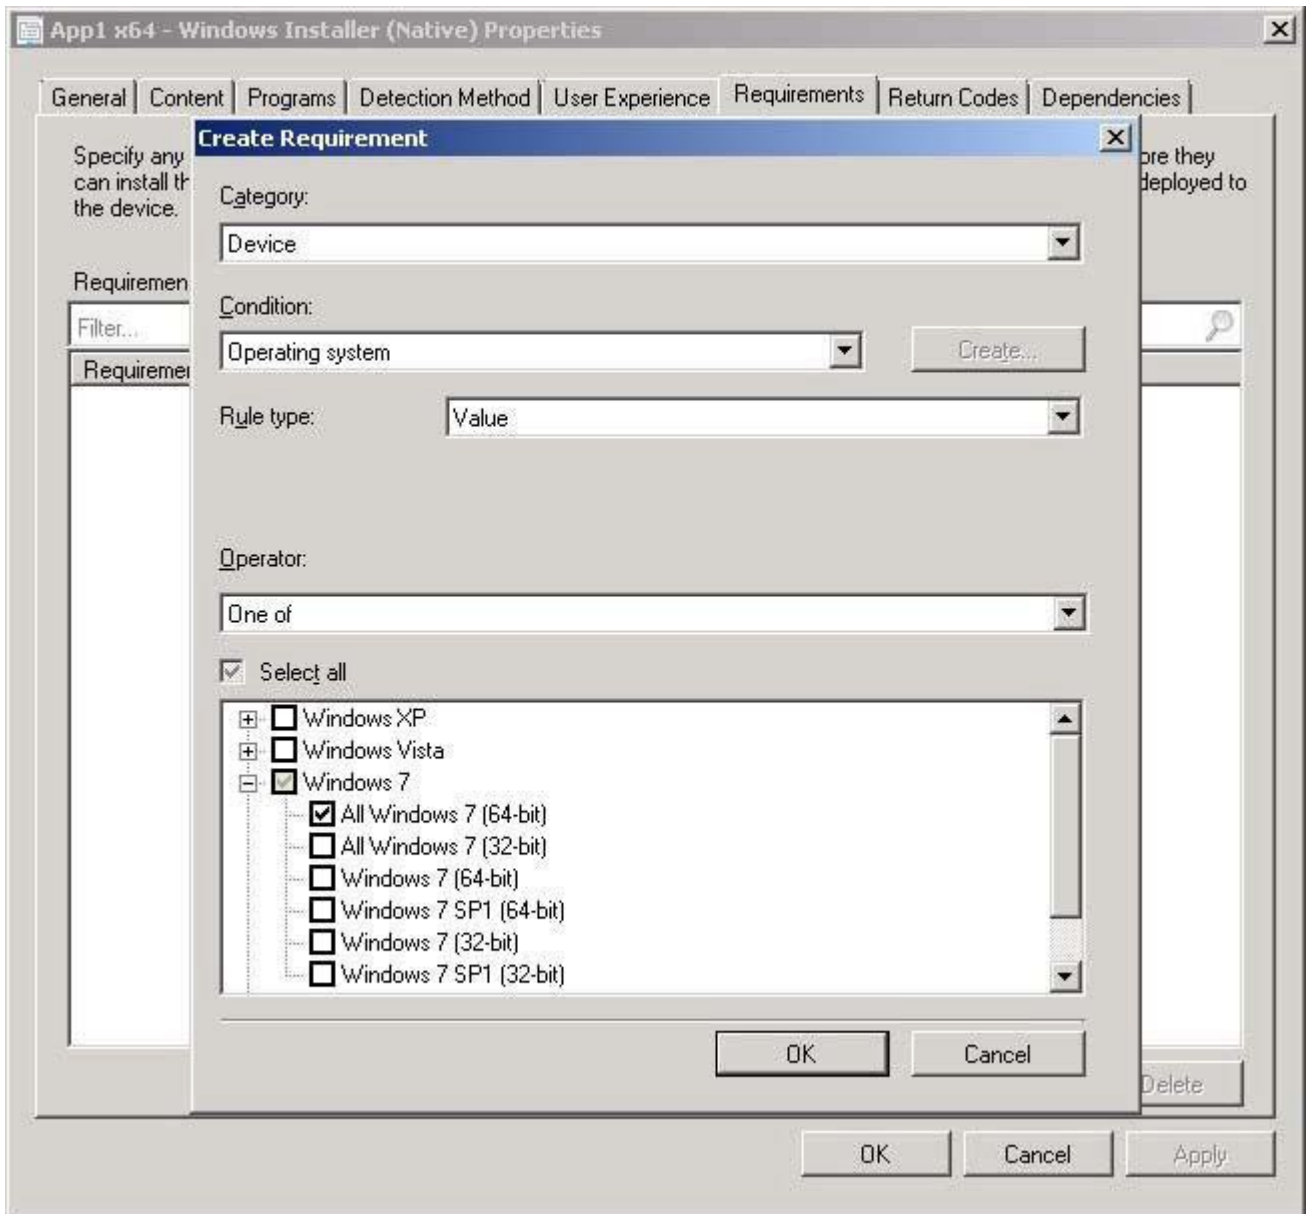 App1 x64 - Windows Installer (Native) Properties
General Content Programs Detection Method User Experience Requirements Return Codes Dependencies
Create Requirement
Specify any
can install th
the device.
ore they
deployed to
Category:
Device
Requiremen
Condition:
Filter...
Operating system
Create...
Requiremer
Rule type:
Value
Operator:
One of
Select all
Windows XP
Windows Vista
Windows 7
All Windows 7 (64-bit)
All Windows 7 (32-bit)
Windows 7 (64-bit)
Windows 7 SP1 (64-bit)
Windows 7 (32-bit)
Windows 7 SP1 (32-bit)
OK Cancel
Delete
OK Cancel Apply